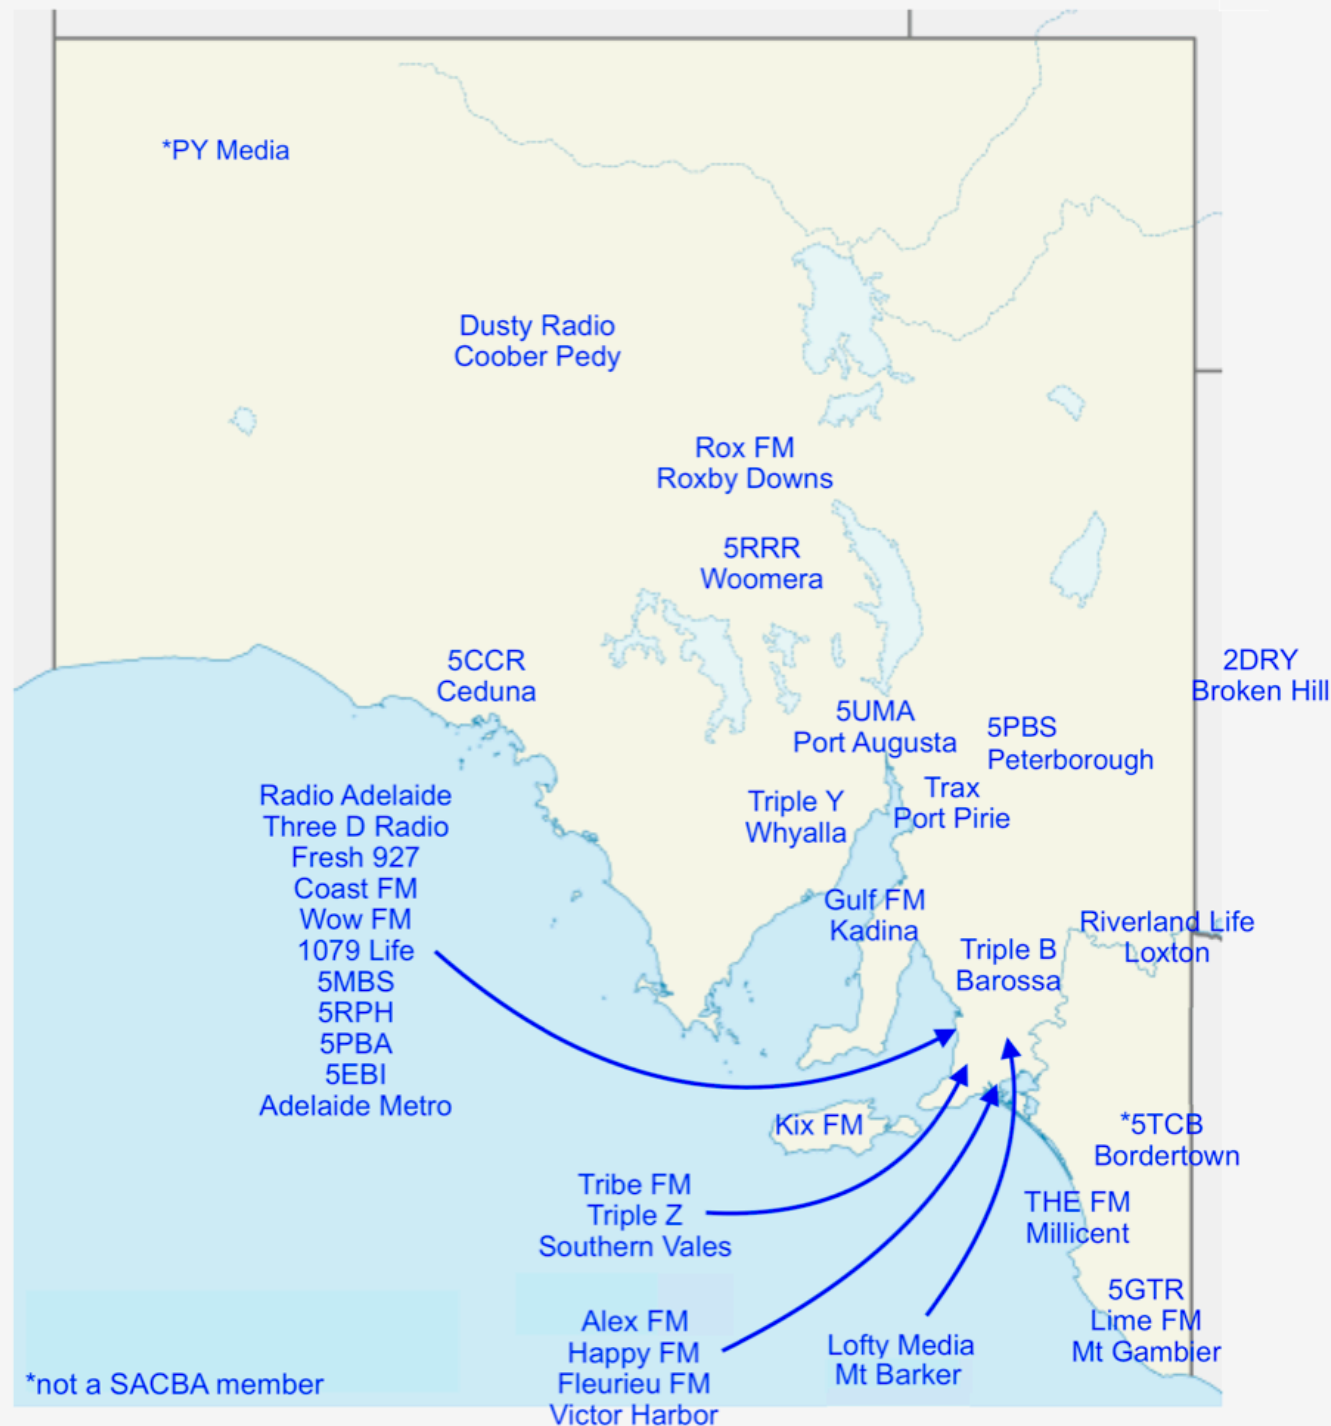 *PY Media
Dusty Radio
Coober Pedy
Rox FM
Roxby Downs
5RRR
Woomera
5CCR
Ceduna
2DRY
Broken Hill
5UMA
Port Augusta
5PBS
Peterborough
Trax
Port Pirie
Triple Y
Whyalla
Radio Adelaide
Three D Radio
Fresh 927
Coast FM
Wow FM
1079 Life
5MBS
5RPH
5PBA
5EBI
Adelaide Metro
Gulf FM
Kadina
Riverland Life
Loxton
Triple B
Barossa
Kix FM
*5TCB
Bordertown
Tribe FM
Triple Z
Southern Vales
THE FM
Millicent
5GTR
Lime FM
Mt Gambier
Alex FM
Happy FM
Fleurieu FM
Victor Harbor
Lofty Media
Mt Barker
*not a SACBA member